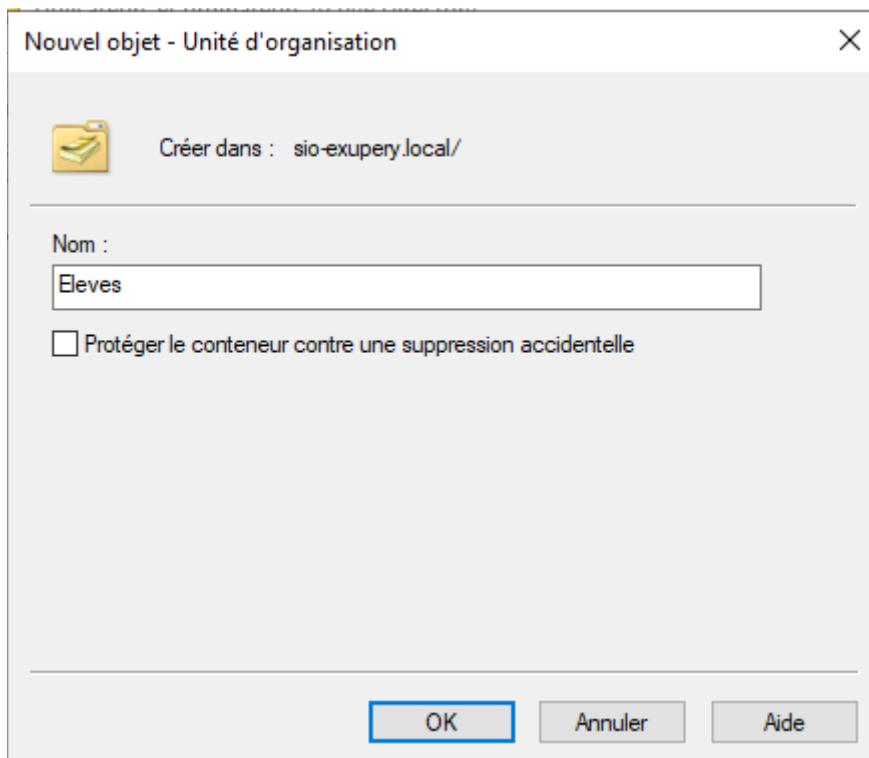 Nouvel objet - Unité d'organisation
Créer dans : sio-exupery.local/
Nom :
Eleves
Protéger le conteneur contre une suppression accidentelle
OK Annuler Aide